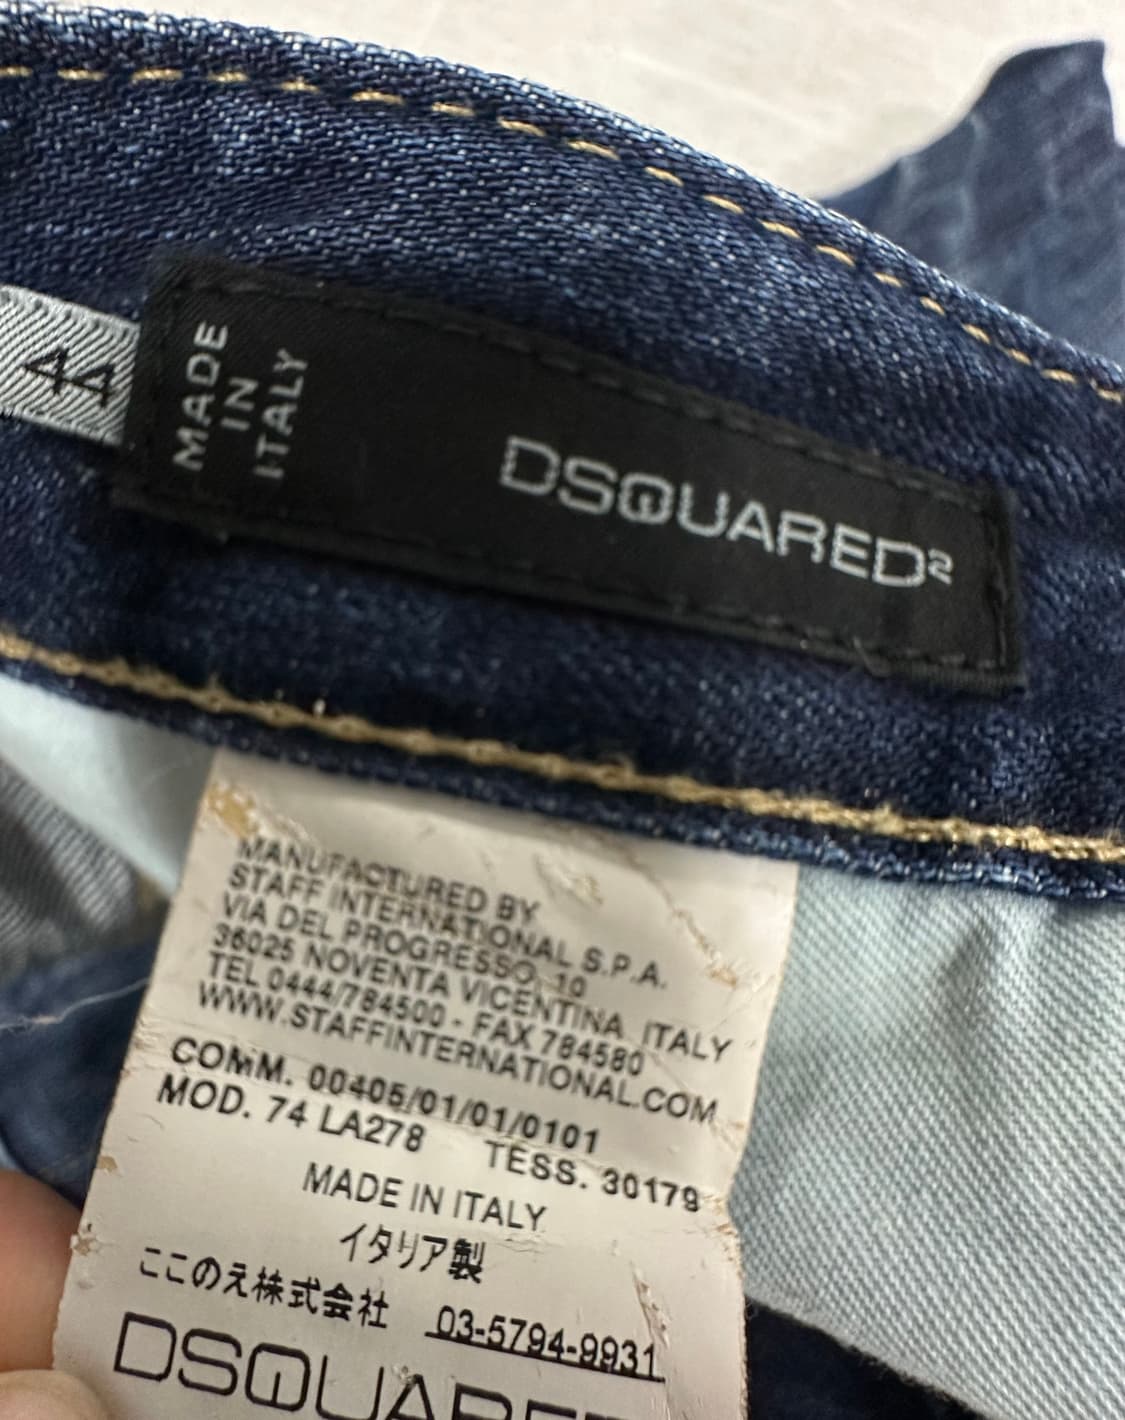 44
MADE
IN
ITALY
DSQUARED²
MANUFACTURED BY
STAFF INTERNATIONAL S.P.A.
VIA DEL PROGRESSO, 10
36025 NOVENTA VICENTINA ITALY
TEL 0444/784500 - FAX 784580
WWW.STAFFINTERNATIONAL.COM
COMM. 00405/01/01/0101
MOD. 74 LA278 TESS. 30179
MADE IN ITALY
イタリア製
ここのえ株式会社 03-5794-9931
DSQUARED